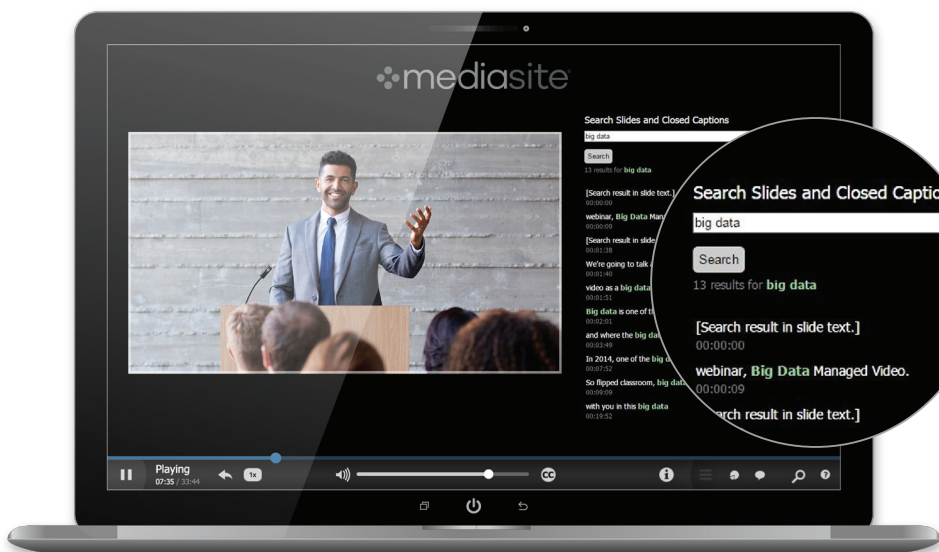 mediasite
Search Slides and Closed Captions
big data
Search
13 results for big data
[Search result in slide text.]
00:00:00
webinar, Big Data Man
00:00:09
[Search result in slide
00:01:38
We're going to talk
00:01:40
video as a big data
00:01:51
Big data is one of t
00:02:01
and where the big da
00:03:49
In 2014, one of the big d
00:07:52
So flipped classroom, big data
00:09:09
with you in this big data
00:19:52
Search Slides and Closed Captio
big data
Search
13 results for big data
[Search result in slide text.]
00:00:00
webinar, Big Data Managed Video.
00:00:09
arch result in slide text.]
Playing
07:35 / 33:44
1x
CC